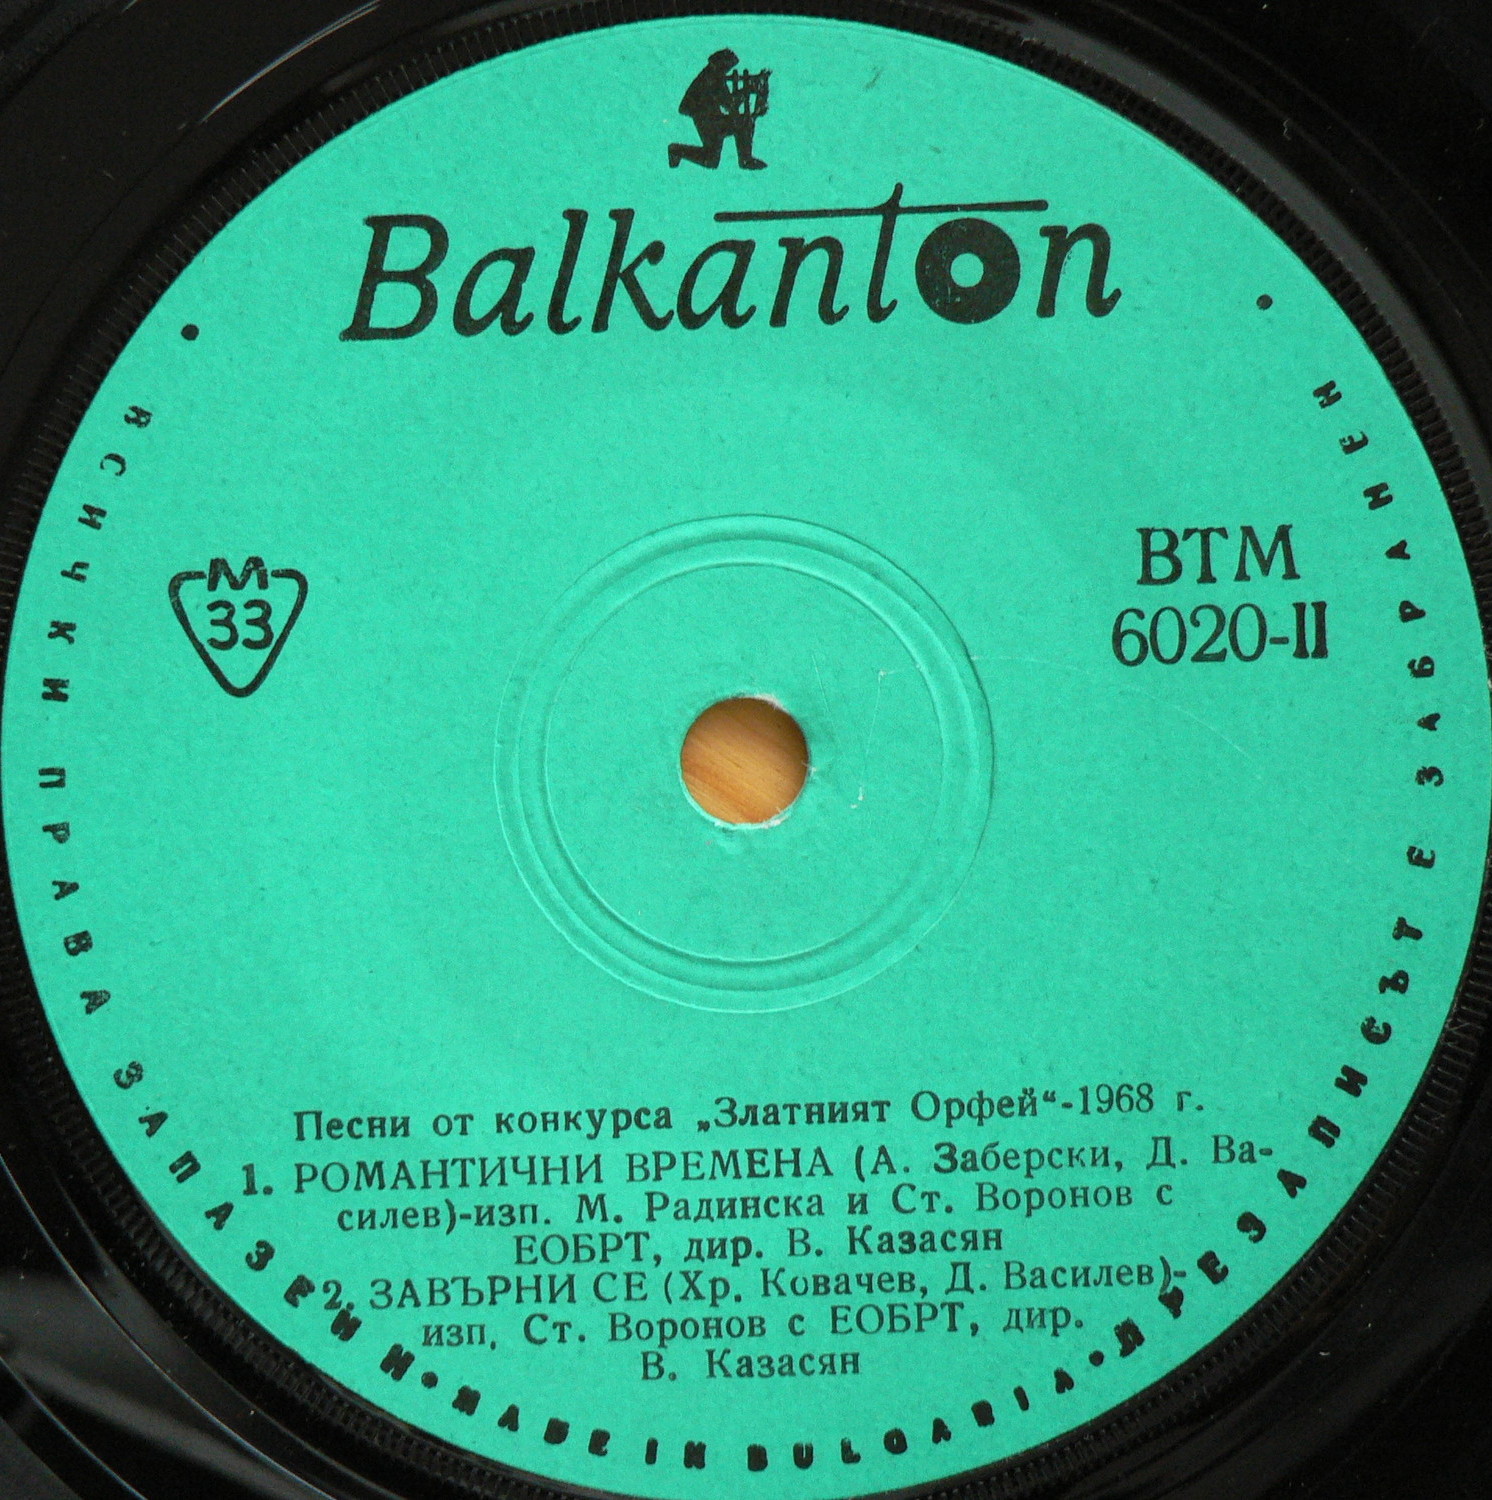 Balkanton
М
33
ВТМ
6020-II
Песни от конкурса „Златният Орфей“-1968 г.
1. РОМАНТИЧНИ ВРЕМЕНА (А. Заберски, Д. Ва-
силев)-изп. М. Радинска и Ст. Воронов с
ЕОБРТ, дир. В. Казасян
2. ЗАВЪРНИ СЕ (Хр. Ковачев, Д. Василев)-
изп. Ст. Воронов с ЕОБРТ, дир.
В. Казасян
• ВСИЧКИ ПРАВА ЗАПАЗЕНИ • MADE IN BULGARIA • ПРЕЗАПИСЪТ Е ЗАБРАНЕН •